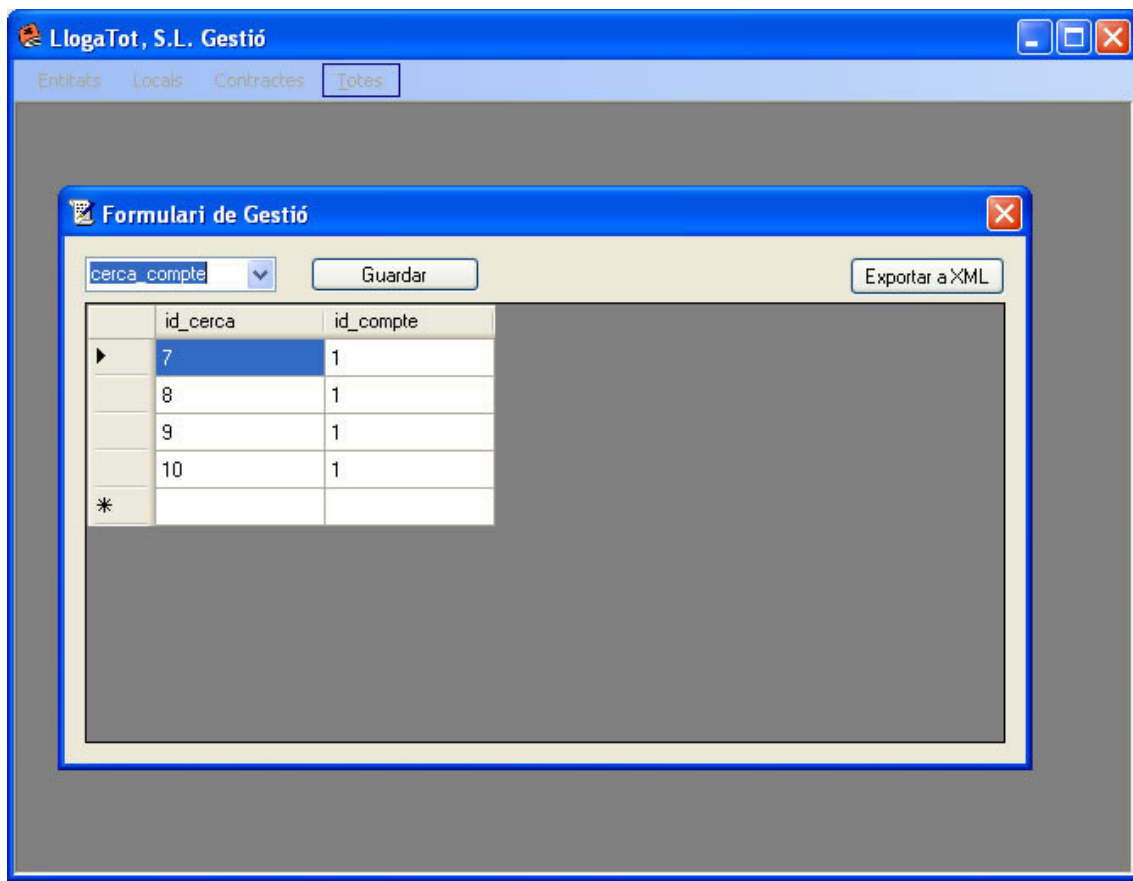 LlogaTot, S.L. Gestió
Entitats Locals Contractes Totes
Formulari de Gestió
cerca_compte Guardar Exportar a XML
id_cerca id_compte
7 1
8 1
9 1
10 1